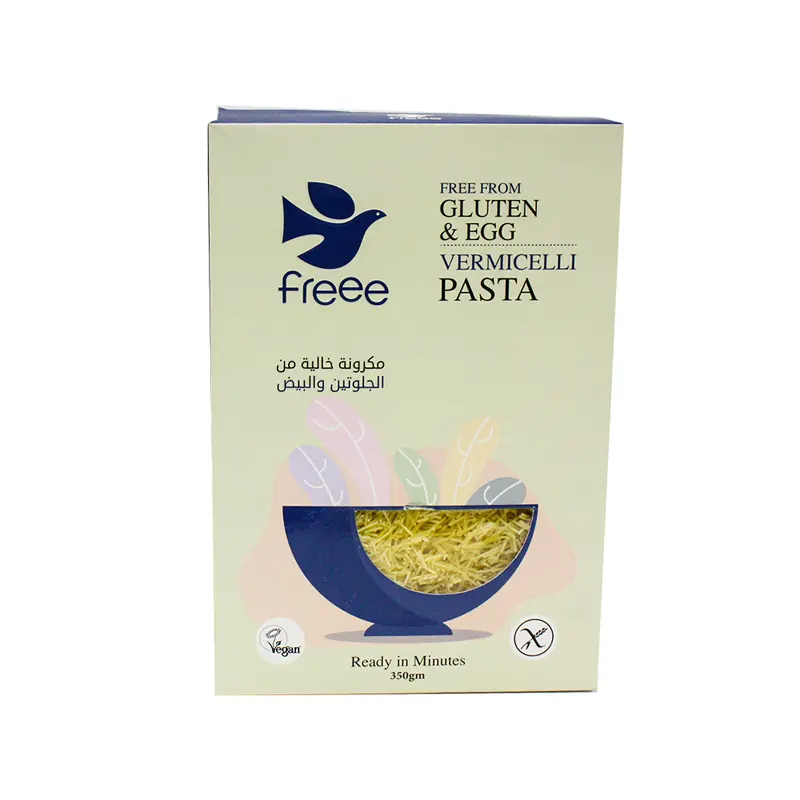 freee
freee
FREE FROM
GLUTEN
& EGG
VERMICELLI
PASTA
مكرونة خالية من
الجلوتين والبيض
Vegan
Ready in Minutes
350gm